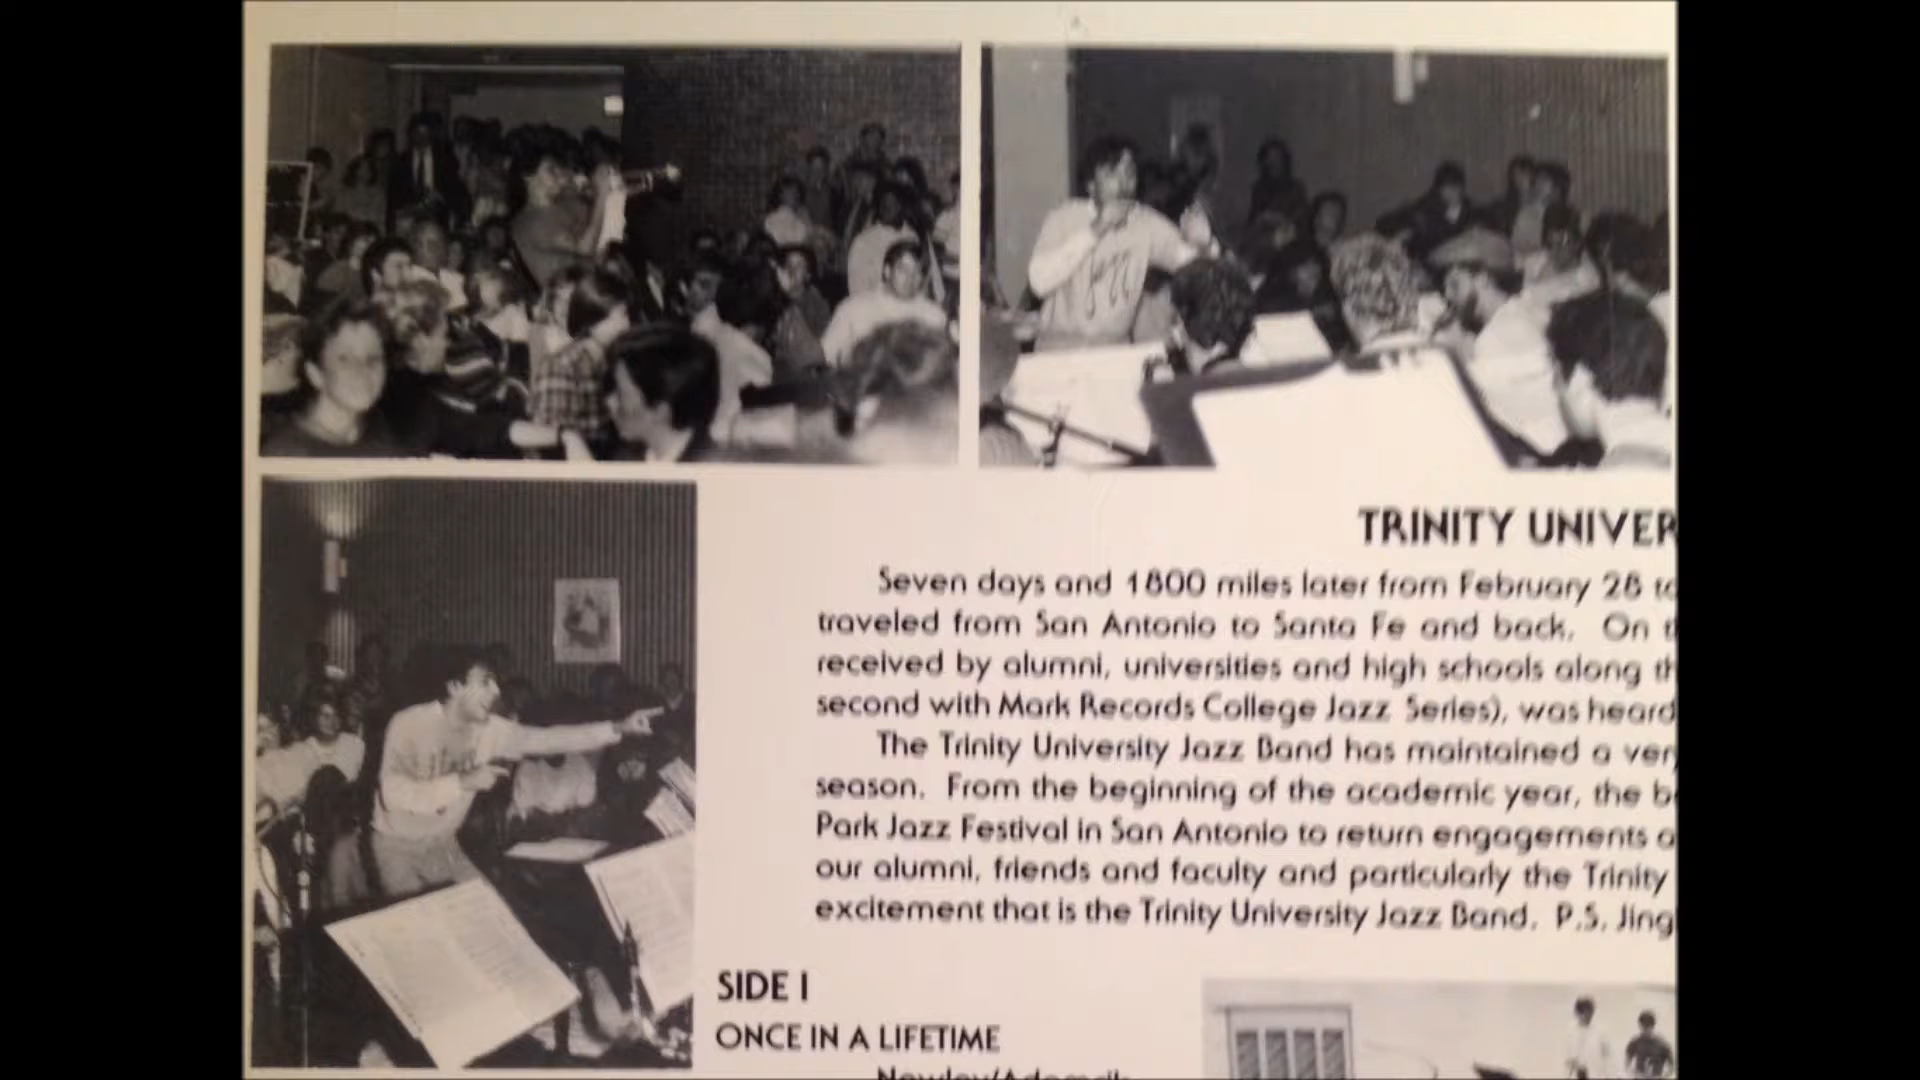 Jazz
TRINITY UNIVER
Seven days and 1800 miles later from February 28 to
traveled from San Antonio to Santa Fe and back. On t
received by alumni, universities and high schools along th
second with Mark Records College Jazz Series), was heard
The Trinity University Jazz Band has maintained a very
season. From the beginning of the academic year, the b
Park Jazz Festival in San Antonio to return engagements o
our alumni, friends and faculty and particularly the Trinity
excitement that is the Trinity University Jazz Band. P.S. Jing
SIDE I
ONCE IN A LIFETIME